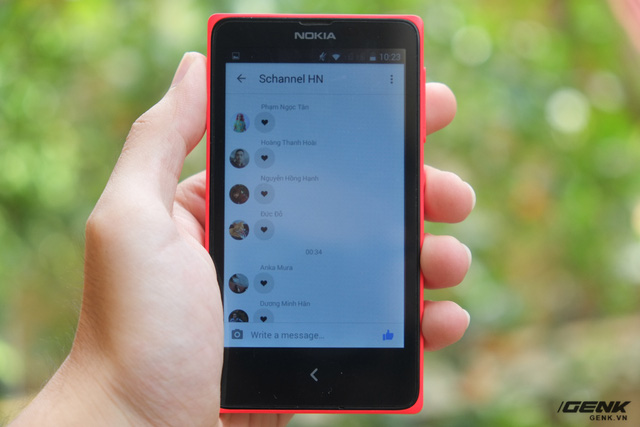 NOKIA
10:23
Schannel HN
Phạm Ngọc Tân
Hoàng Thanh Hoài
Nguyễn Hồng Hạnh
Đức Đỗ
00:34
Anka Mura
Dương Minh Hân
Write a message...
/GENK
GENK.VN